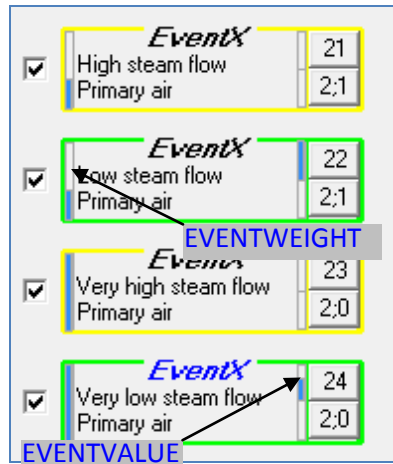 EventX
High steam flow
Primary air
21
2;1
EventX
Low steam flow
Primary air
22
2;1
EVENTWEIGHT
EventX
Very high steam flow
Primary air
23
2;0
EventX
Very low steam flow
Primary air
24
2;0
EVENTVALUE